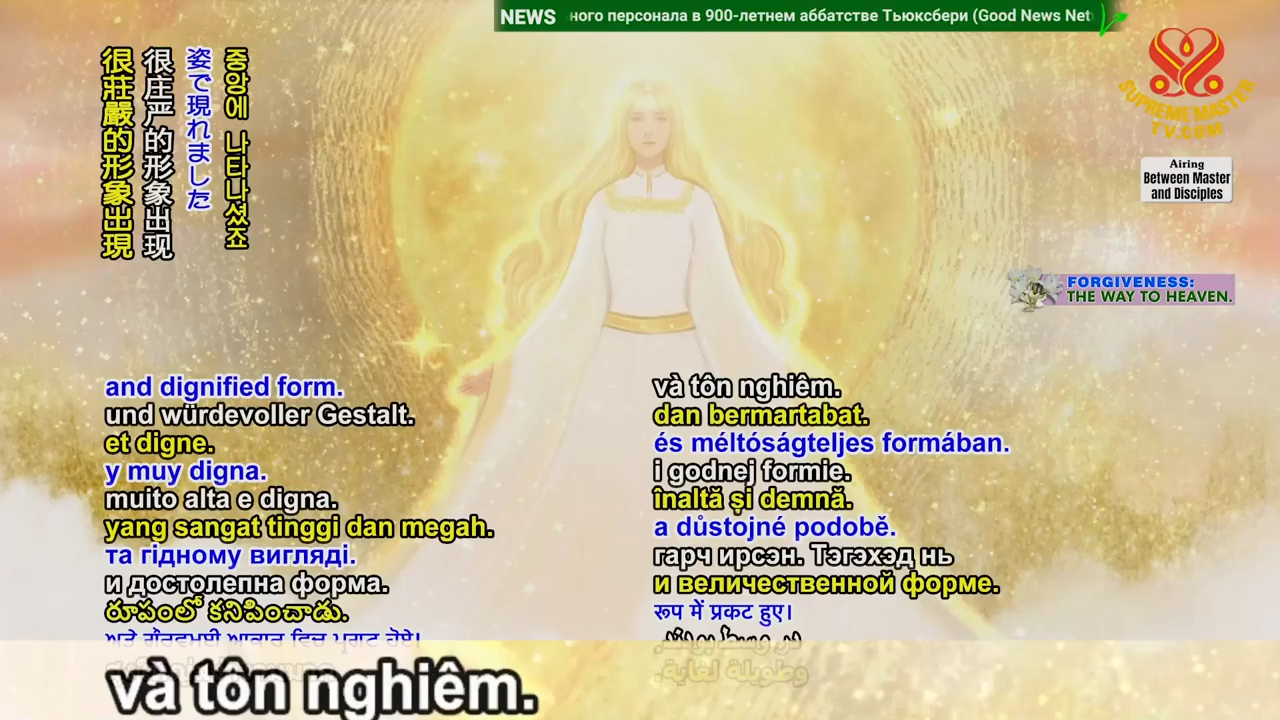 NEWS ного персонала в 900-летнем аббатстве Тьюксбери (Good News Net
很莊嚴的形象出現
很庄严的形象出现
姿で現れました
중앙에 나타나셨죠
SUPREME MASTER
TV.COM
Airing
Between Master
and Disciples
FORGIVENESS:
THE WAY TO HEAVEN.
and dignified form.
und würdevoller Gestalt.
et digne.
y muy digna.
muito alta e digna.
yang sangat tinggi dan megah.
та гідному вигляді.
и достолепна форма.
రూపంలో కనిపించాడు.
ਅਤੇ ਗੌਰਵਮਈ ਆਕਾਰ ਵਿਚ ਪ੍ਰਗਟ ਹੋਏ।
và tôn nghiêm.
dan bermartabat.
és méltóságteljes formában.
i godnej formie.
înaltă și demnă.
a důstojné podobě.
гарч ирсэн. Тэгэхэд нь
и величественной форме.
रूप में प्रकट हुए।
وطويلة لغاية.
và tôn nghiêm.